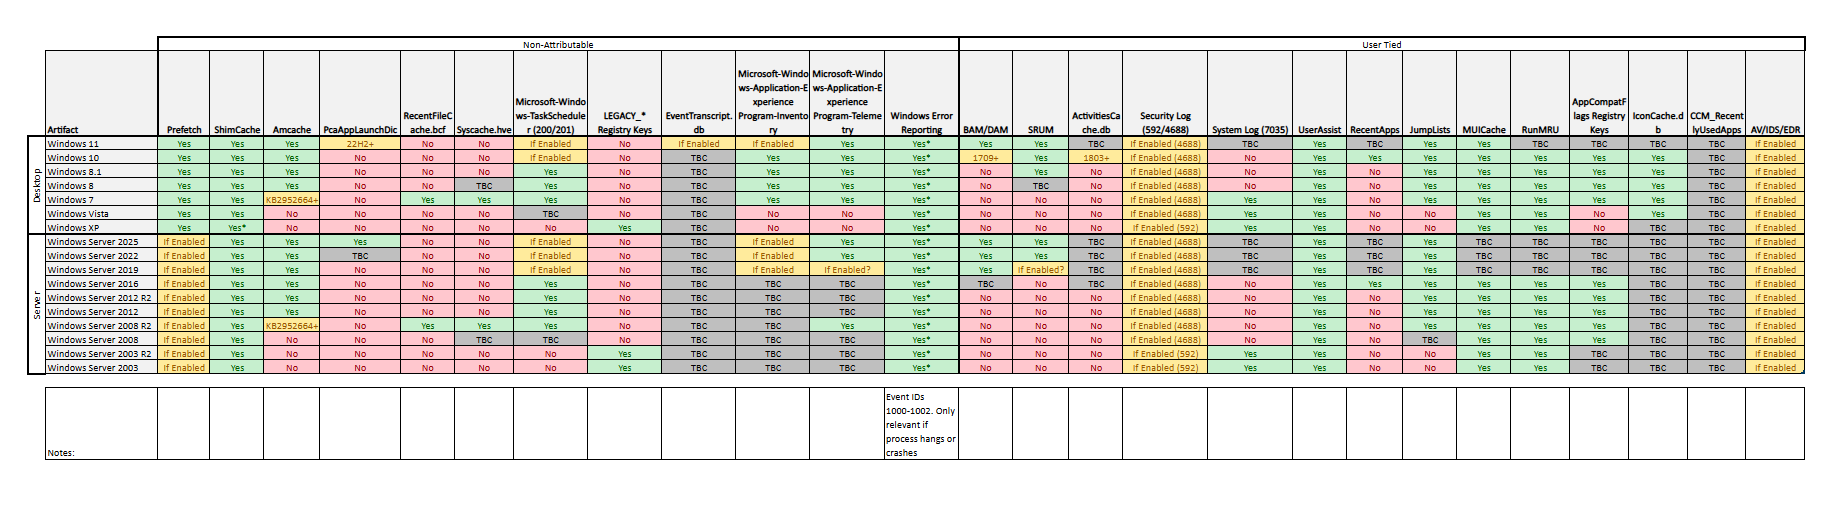 Non-Attributable User Tied
Microsoft-Windo Microsoft-Windo
ws-Application-E ws-Application-E
Microsoft-Windo xperience xperience AppCompatF
RecentFileC ws-TaskSchedule LEGACY_* EventTranscript. Program-Invento Program-Teleme Windows Error ActivitiesCa Security Log lags Registry IconCache.d CCM_Recent
Artifact Prefetch ShimCache Amcache PcaAppLaunchDic ache.bcf Syscache.hve r (200/201) Registry Keys db ry try Reporting BAM/DAM SRUM che.db (592/4688) System Log (7035) UserAssist RecentApps JumpLists MUICache RunMRU Keys b lyUsedApps AV/IDS/EDR
Desktop
Windows 11 Yes Yes Yes 22H2+ No No If Enabled No If Enabled If Enabled Yes Yes* Yes Yes TBC If Enabled (4688) TBC Yes TBC Yes Yes TBC TBC TBC TBC If Enabled
Windows 10 Yes Yes Yes No No No If Enabled No TBC Yes Yes Yes* 1709+ Yes 1803+ If Enabled (4688) No Yes Yes Yes Yes Yes Yes Yes TBC If Enabled
Windows 8.1 Yes Yes Yes No No No Yes No TBC Yes Yes Yes* No Yes No If Enabled (4688) No Yes No Yes Yes Yes Yes Yes TBC If Enabled
Windows 8 Yes Yes Yes No No TBC Yes No TBC Yes Yes Yes* No TBC No If Enabled (4688) No Yes No Yes Yes Yes Yes Yes TBC If Enabled
Windows 7 Yes Yes KB2952664+ No Yes Yes Yes No TBC Yes Yes Yes* No No No If Enabled (4688) Yes Yes No Yes Yes Yes Yes Yes TBC If Enabled
Windows Vista Yes Yes No No No No TBC No TBC No No Yes* No No No If Enabled (4688) Yes Yes No No Yes Yes No Yes TBC If Enabled
Windows XP Yes Yes* No No No No No Yes TBC No No Yes* No No No If Enabled (592) Yes Yes No No Yes Yes No TBC TBC If Enabled
Server
Windows Server 2025 If Enabled Yes Yes Yes No No If Enabled No TBC If Enabled Yes Yes* Yes Yes TBC If Enabled (4688) TBC Yes TBC Yes TBC TBC TBC TBC TBC If Enabled
Windows Server 2022 If Enabled Yes Yes TBC No No If Enabled No TBC If Enabled Yes Yes* Yes Yes TBC If Enabled (4688) TBC Yes TBC Yes TBC TBC TBC TBC TBC If Enabled
Windows Server 2019 If Enabled Yes Yes No No No If Enabled No TBC If Enabled If Enabled? Yes* Yes If Enabled? TBC If Enabled (4688) TBC Yes TBC Yes TBC TBC TBC TBC TBC If Enabled
Windows Server 2016 If Enabled Yes Yes No No No Yes No TBC TBC TBC Yes* TBC No TBC If Enabled (4688) No Yes Yes Yes Yes Yes Yes TBC TBC If Enabled
Windows Server 2012 R2 If Enabled Yes Yes No No No Yes No TBC TBC TBC Yes* No No No If Enabled (4688) No Yes No Yes Yes Yes Yes TBC TBC If Enabled
Windows Server 2012 If Enabled Yes Yes No No No Yes No TBC TBC TBC Yes* No No No If Enabled (4688) No Yes No Yes Yes Yes Yes TBC TBC If Enabled
Windows Server 2008 R2 If Enabled Yes KB2952664+ No Yes Yes Yes No TBC TBC Yes Yes* No No No If Enabled (4688) No Yes No Yes Yes Yes Yes TBC TBC If Enabled
Windows Server 2008 If Enabled Yes No No No TBC TBC No TBC TBC TBC Yes* No No No If Enabled (4688) No Yes No TBC Yes Yes Yes TBC TBC If Enabled
Windows Server 2003 R2 If Enabled Yes No No No No No Yes TBC TBC TBC Yes* No No No If Enabled (592) Yes Yes No No Yes Yes TBC TBC TBC If Enabled
Windows Server 2003 If Enabled Yes No No No No No Yes TBC TBC TBC Yes* No No No If Enabled (592) Yes Yes No No Yes Yes TBC TBC TBC If Enabled
Event IDs
1000-1002. Only
relevant if
process hangs or
Notes: crashes